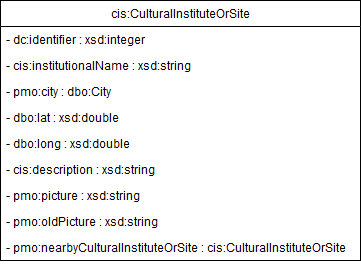 cis:CulturalInstituteOrSite
- dc:identifier : xsd:integer
- cis:institutionalName : xsd:string
- pmo:city : dbo:City
- dbo:lat : xsd:double
- dbo:long : xsd:double
- cis:description : xsd:string
- pmo:picture : xsd:string
- pmo:oldPicture : xsd:string
- pmo:nearbyCulturalInstituteOrSite : cis:CulturalInstituteOrSite